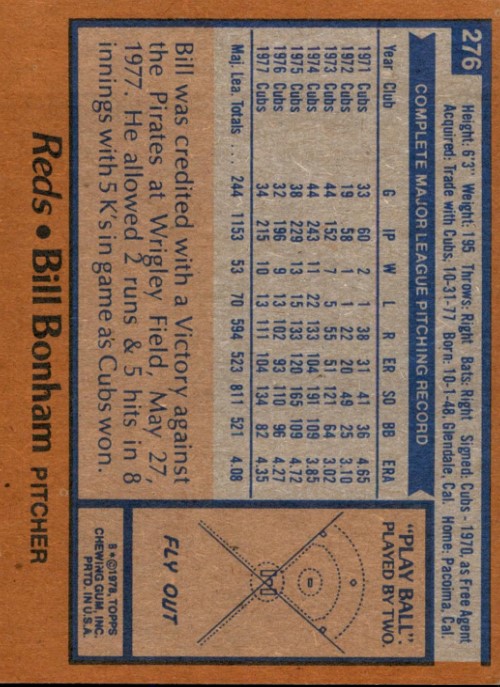 276
Height: 6'3" Weight: 195 Throws: Right Bats: Right Signed: Cubs - 1970, as Free Agent
Acquired: Trade with Cubs, 10-31-77 Born: 10-1-48, Glendale, Cal. Home: Pacoima, Cal.
COMPLETE MAJOR LEAGUE PITCHING RECORD
Year Club G IP W L R ER SO BB ERA
1971 Cubs 33 60 2 1 38 31 41 36 4.65
1972 Cubs 19 58 1 1 22 20 49 25 3.10
1973 Cubs 44 152 7 5 55 51 121 64 3.02
1974 Cubs 44 243 11 22 133 104 191 109 3.85
1975 Cubs 38 229 13 15 133 120 165 109 4.72
1976 Cubs 32 196 9 13 102 93 110 96 4.27
1977 Cubs 34 215 10 13 111 104 134 82 4.35
Maj. Lea. Totals .... 244 1153 53 70 594 523 811 521 4.08
Bill was credited with a Victory against
the Pirates at Wrigley Field, May 27,
1977. He allowed 2 runs & 5 hits in 8
innings with 5 K's in game as Cubs won.
Reds • Bill Bonham PITCHER
"PLAY BALL":
PLAYED BY TWO.
FLY OUT
B • ©1978, TOPPS
CHEWING GUM, INC.
PRTD. IN U.S.A.